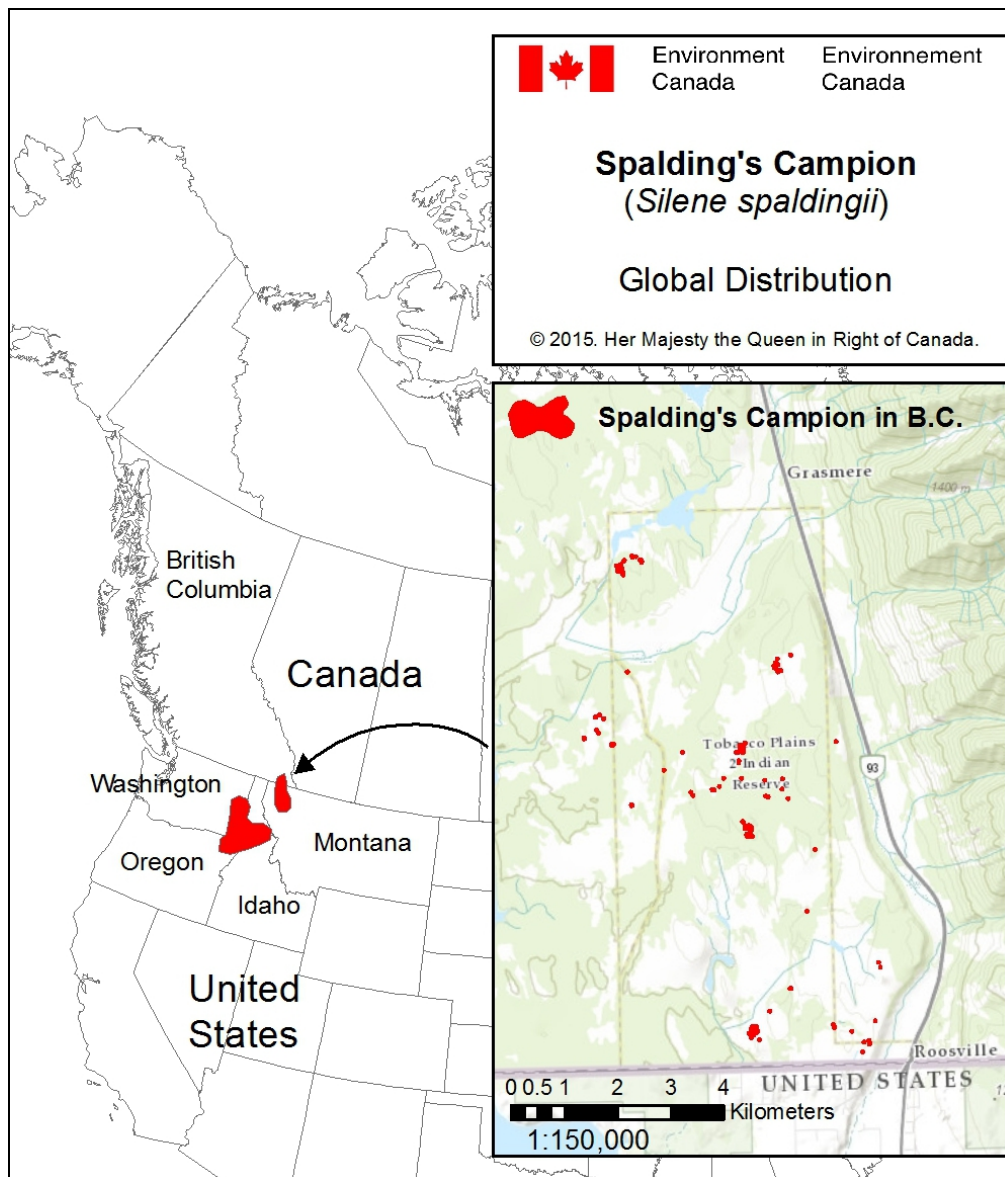 Environment
Canada
Environnement
Canada
Spalding's Campion
(Silene spaldingii)
Global Distribution
© 2015. Her Majesty the Queen in Right of Canada.
Spalding's Campion in B.C.
Grasmere
1400 m
British
Columbia
Canada
Washington
Montana
Oregon
Idaho
United
States
Tobacco Plains
2 Indian
Reserve
93
Roosville
UNITED STATES
0 0.5 1 2 3 4
Kilometers
1:150,000